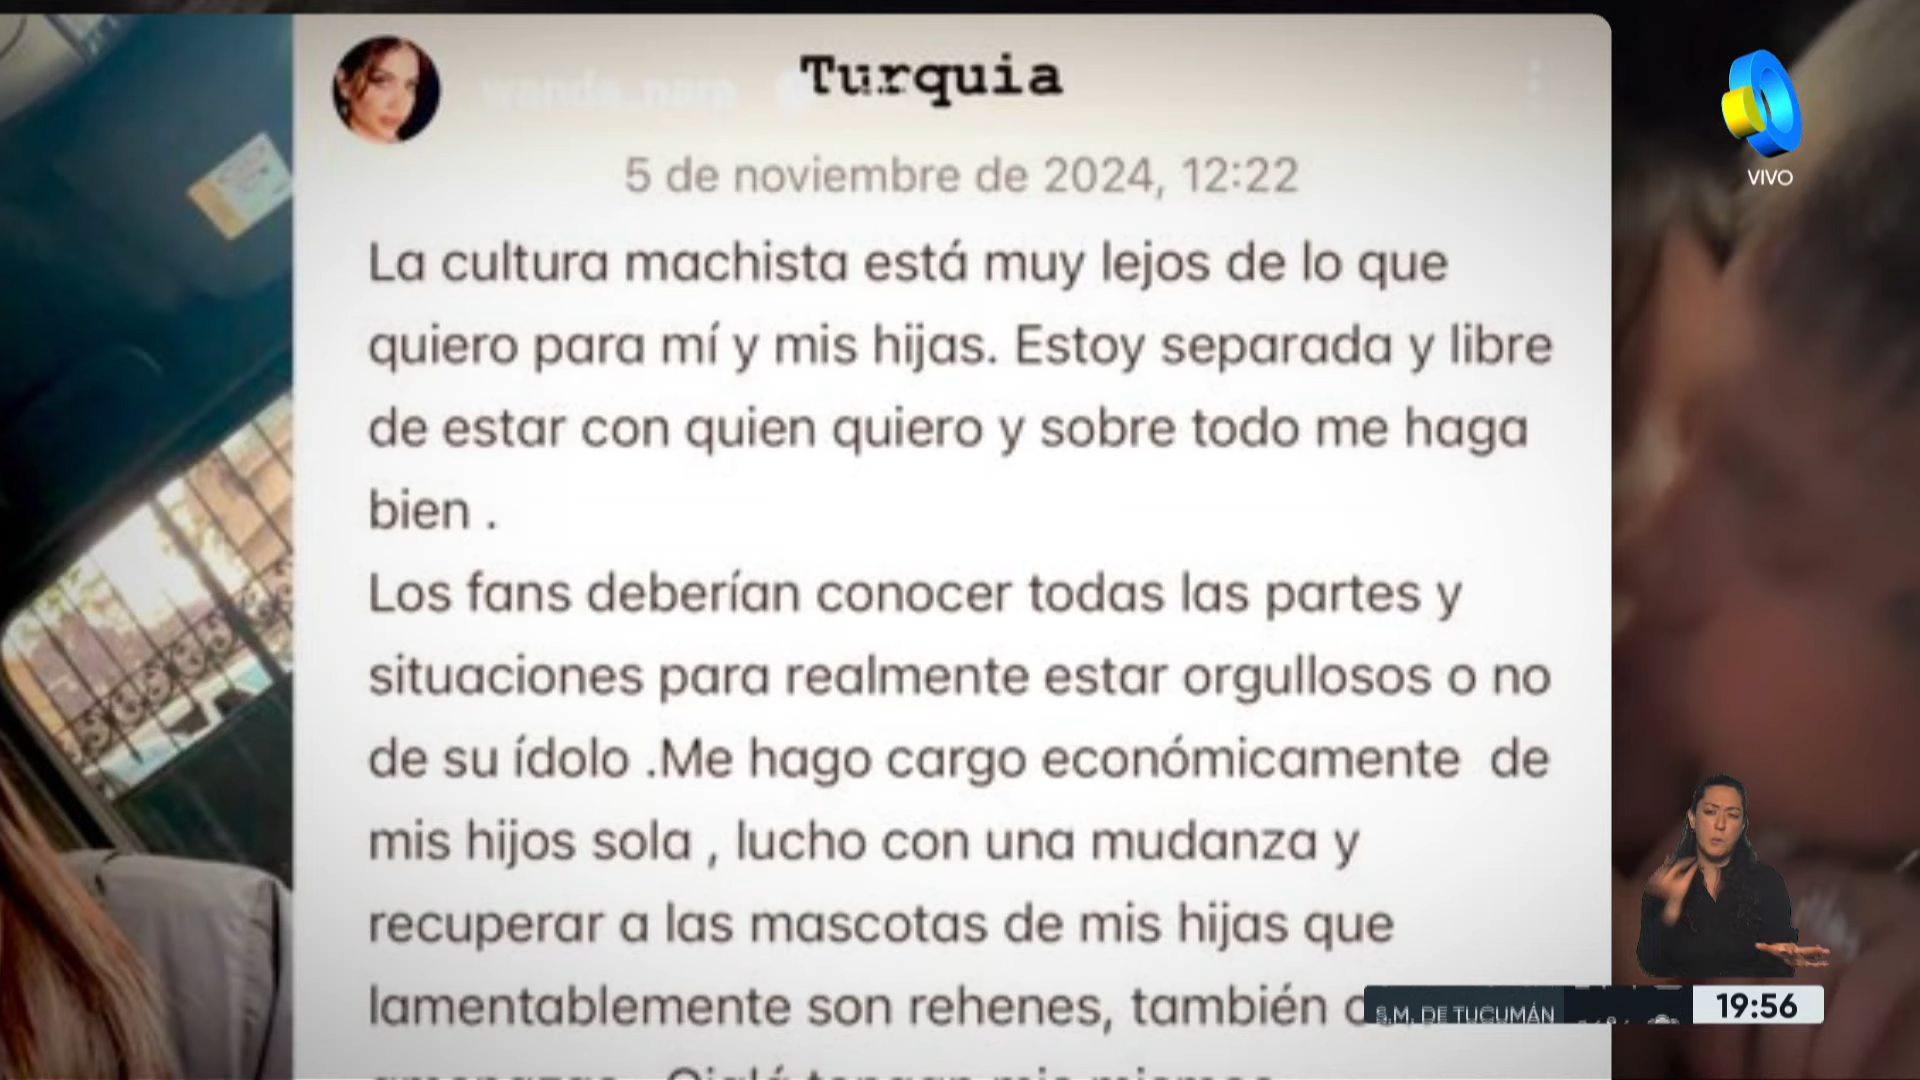 Turquia
wanda_nara
5 de noviembre de 2024, 12:22
VIVO
La cultura machista está muy lejos de lo que
quiero para mí y mis hijas. Estoy separada y libre
de estar con quien quiero y sobre todo me haga
bien .
Los fans deberían conocer todas las partes y
situaciones para realmente estar orgullosos o no
de su ídolo .Me hago cargo económicamente  de
mis hijos sola , lucho con una mudanza y
recuperar a las mascotas de mis hijas que
lamentablemente son rehenes, también
S.M. DE TUCUMÁN
19:56